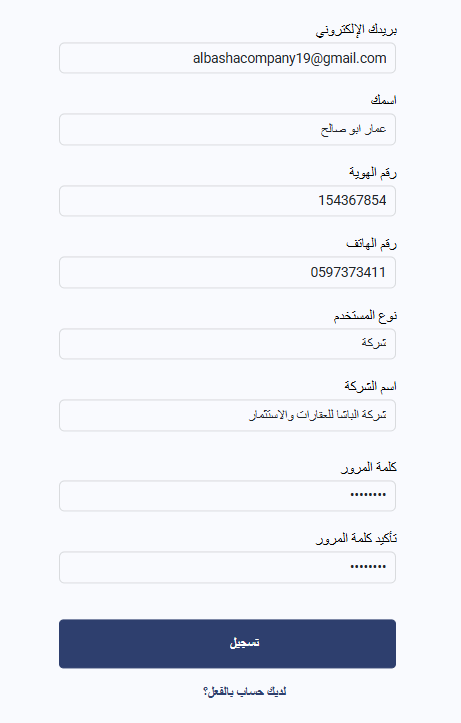 بريدك الإلكتروني
albashacompany19@gmail.com
اسمك
عمار ابو صالح
رقم الهوية
154367854
رقم الهاتف
0597373411
نوع المستخدم
شركة
اسم الشركة
شركة الباشا للعقارات والاستثمار
كلمة المرور
••••••••
تأكيد كلمة المرور
••••••••
تسجيل
لديك حساب بالفعل؟